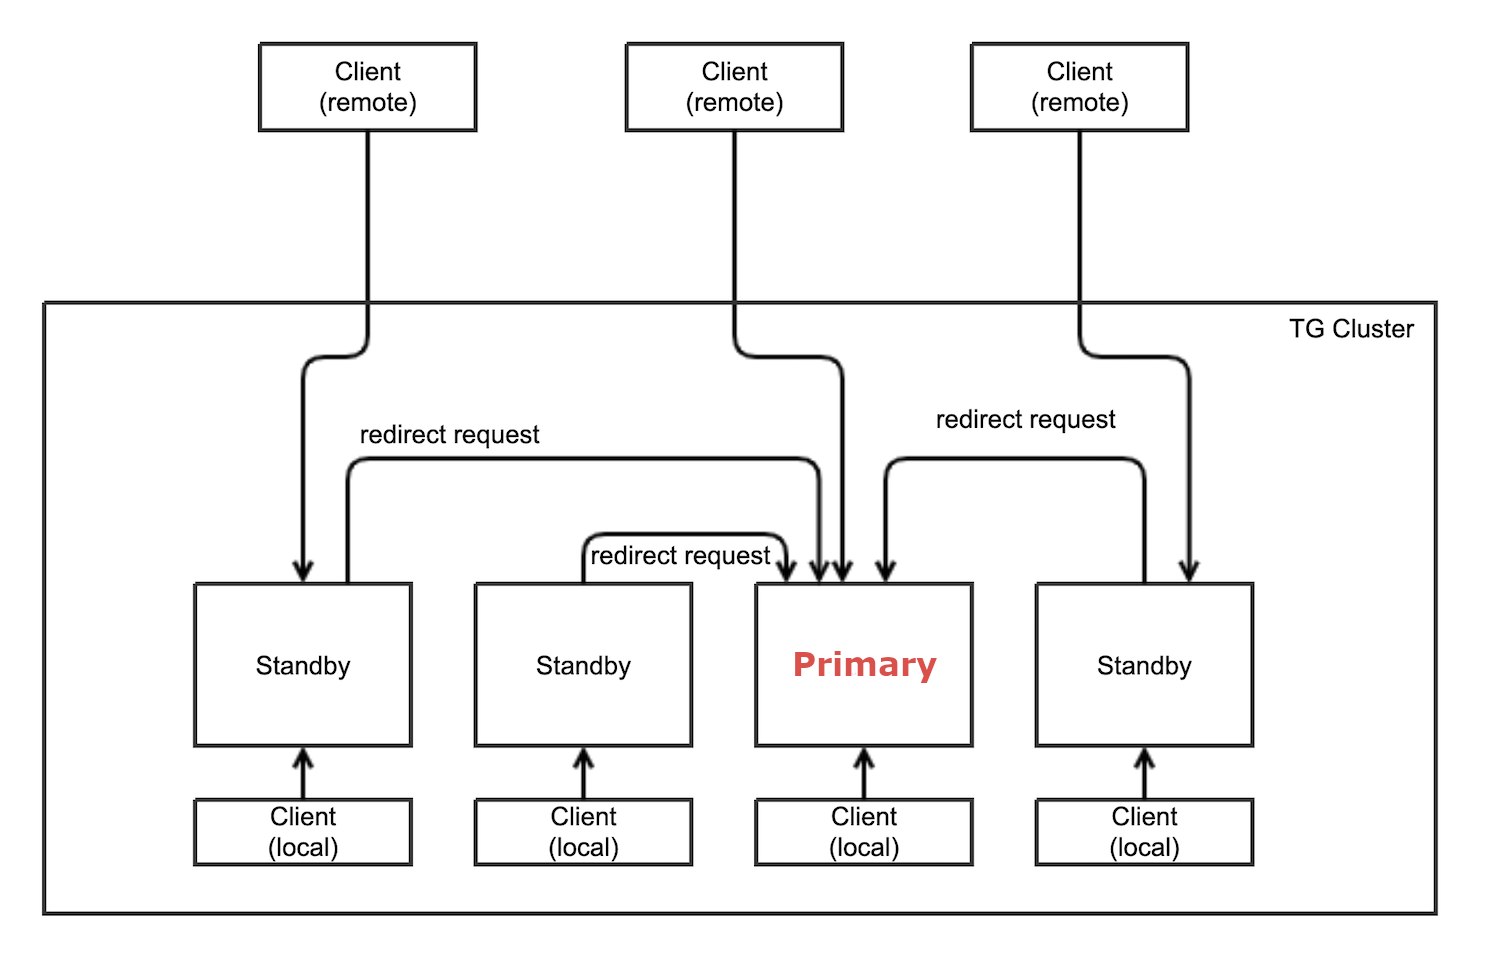 Client
(remote)
Client
(remote)
Client
(remote)
TG Cluster
redirect request
redirect request
redirect request
Standby
Standby
Primary
Standby
Client
(local)
Client
(local)
Client
(local)
Client
(local)